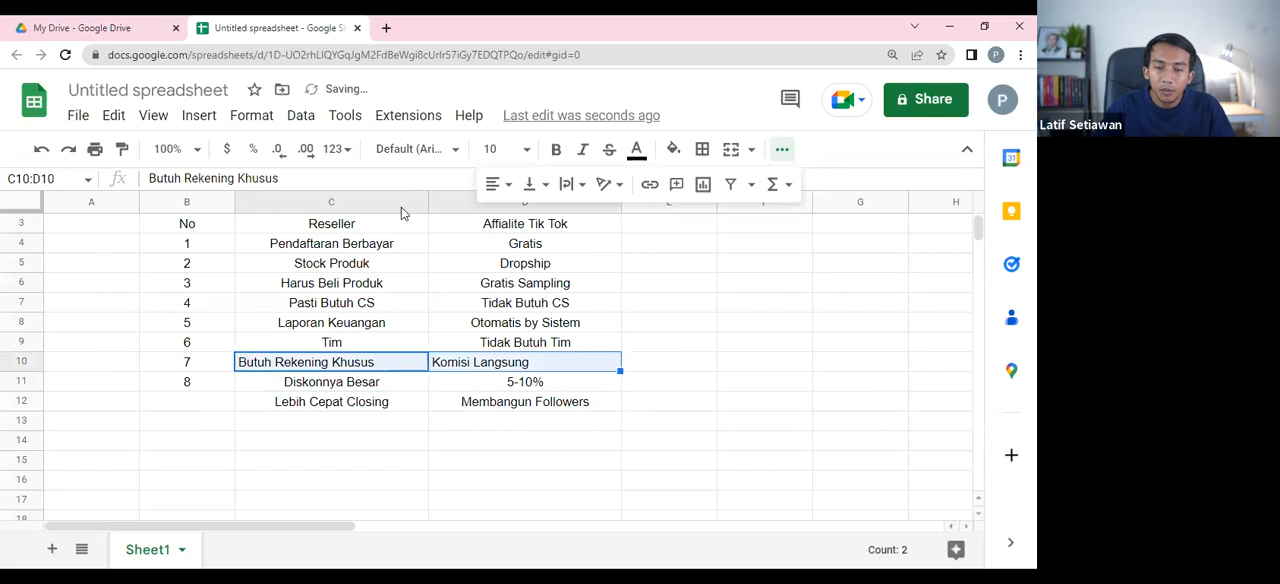 My Drive - Google Drive
Untitled spreadsheet - Google Sh
docs.google.com/spreadsheets/d/1D-UO2rhLIQYGqJgM2FdBeWgi8cUrIr57iGy7EDQTPQo/edit#gid=0
Untitled spreadsheet
Saving...
File Edit View Insert Format Data Tools Extensions Help Last edit was seconds ago
Share
P
Latif Setiawan
100% $ % .0 .00 123 Default (Ari... 10 B I S A
C10:D10 fx Butuh Rekening Khusus
A B C D E F G H
3 No Reseller Affialite Tik Tok
4 1 Pendaftaran Berbayar Gratis
5 2 Stock Produk Dropship
6 3 Harus Beli Produk Gratis Sampling
7 4 Pasti Butuh CS Tidak Butuh CS
8 5 Laporan Keuangan Otomatis by Sistem
9 6 Tim Tidak Butuh Tim
10 7 Butuh Rekening Khusus Komisi Langsung
11 8 Diskonnya Besar 5-10%
12 Lebih Cepat Closing Membangun Followers
13
14
15
16
17
18
Sheet1
Count: 2